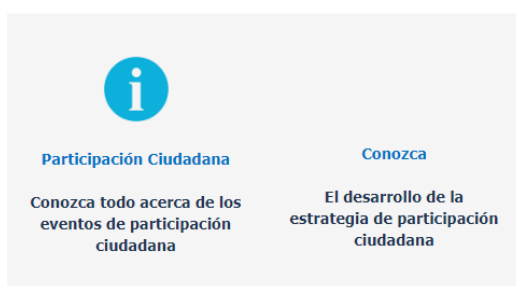 i
Participación Ciudadana
Conozca todo acerca de los
eventos de participación
ciudadana
Conozca
El desarrollo de la
estrategia de participación
ciudadana